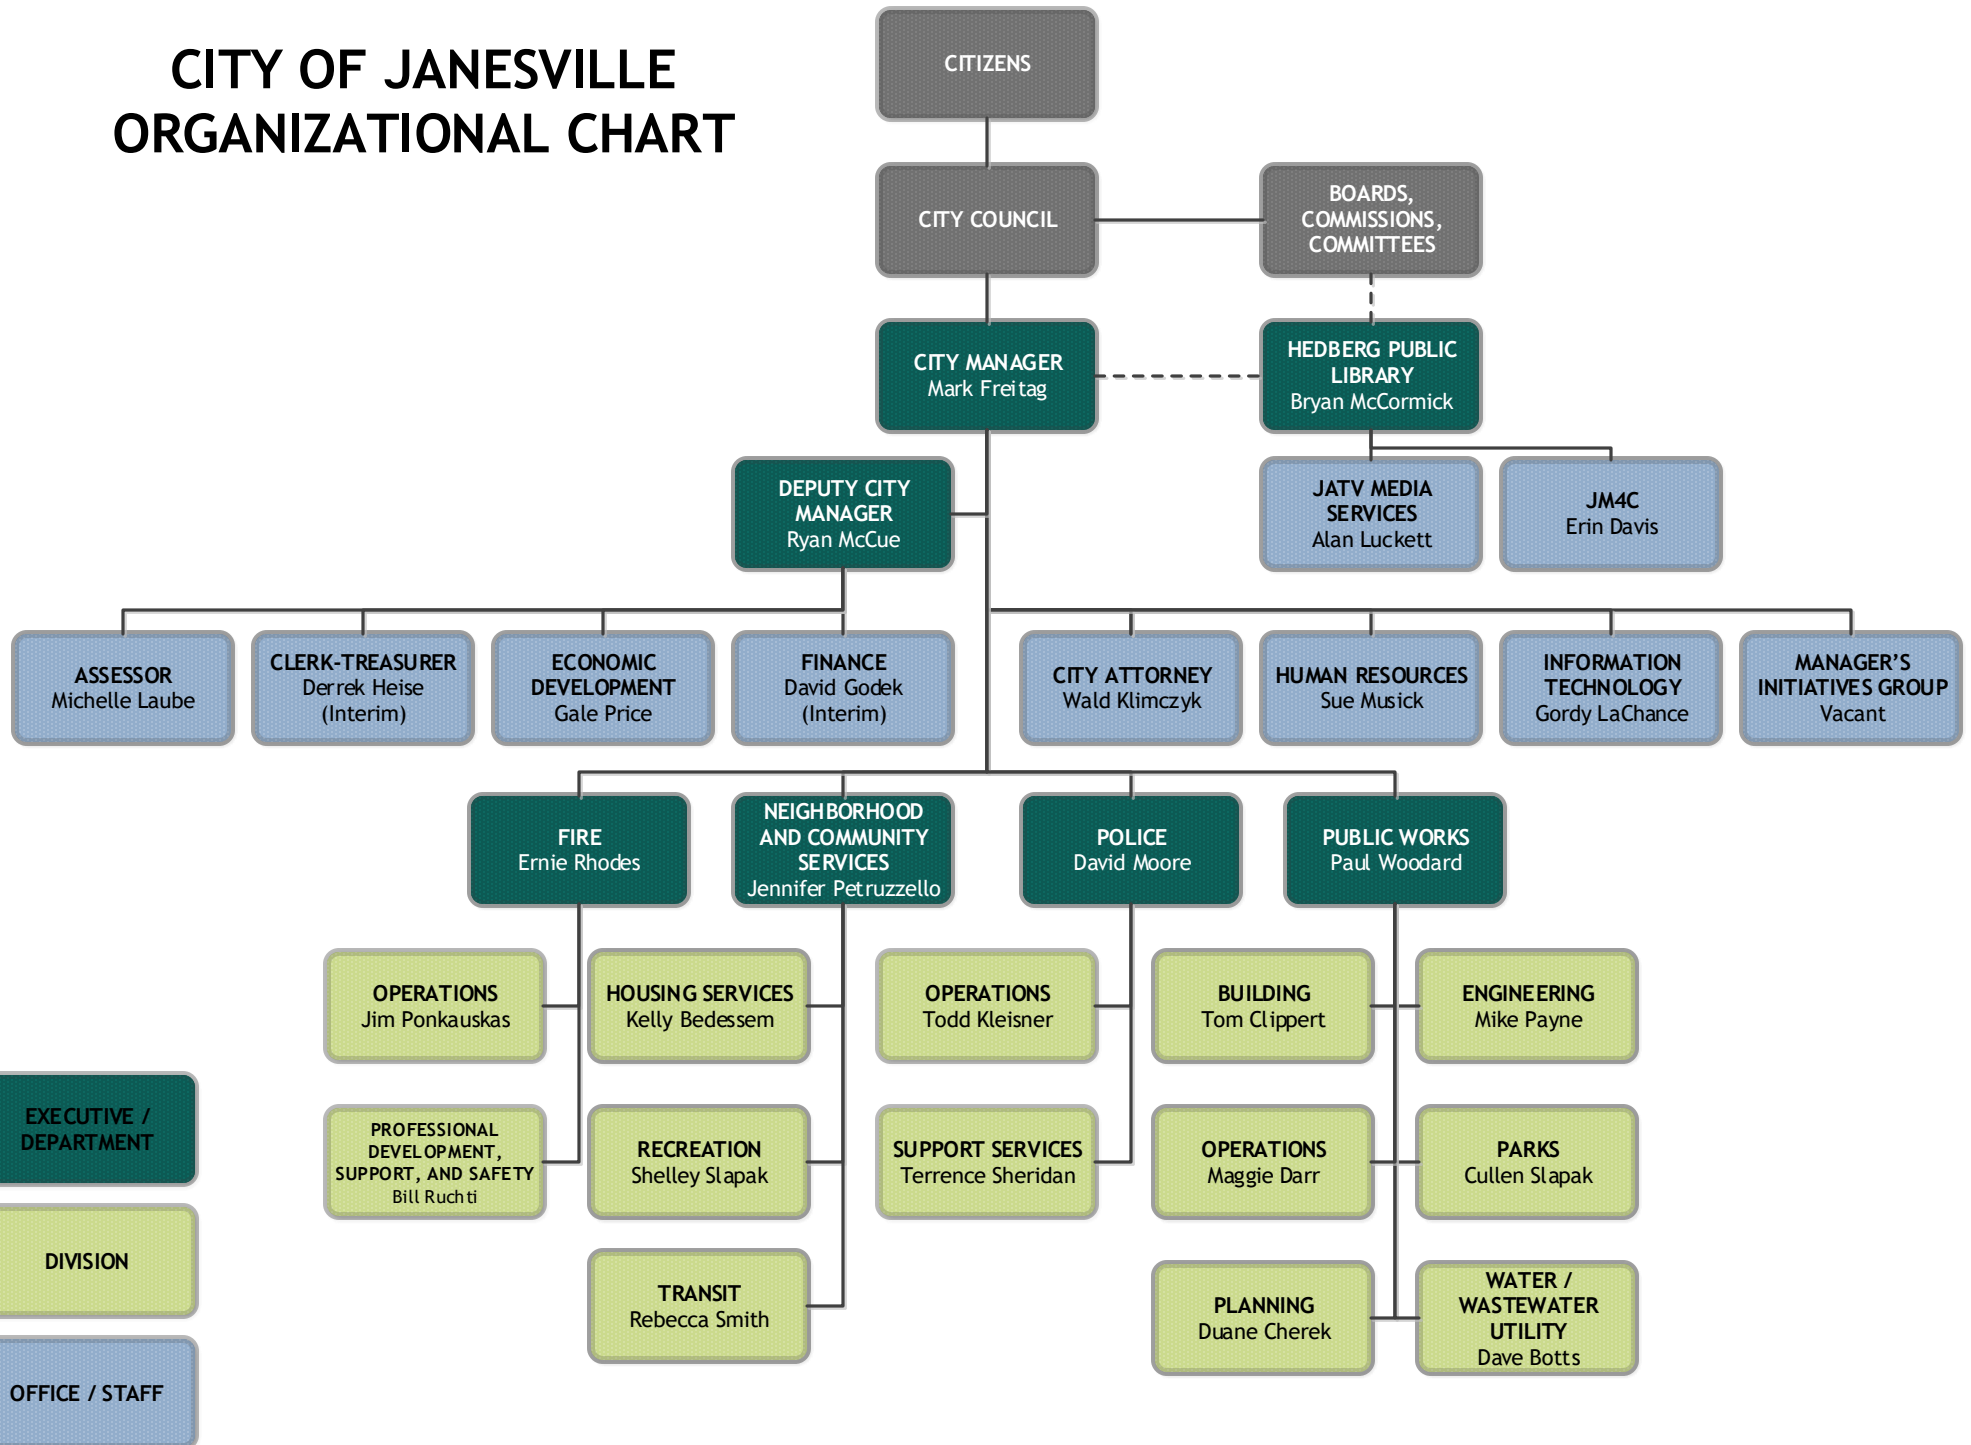 CITY OF JANESVILLE
ORGANIZATIONAL CHART
CITIZENS
CITY COUNCIL
BOARDS,
COMMISSIONS,
COMMITTEES
CITY MANAGER
Mark Freitag
HEDBERG PUBLIC
LIBRARY
Bryan McCormick
DEPUTY CITY
MANAGER
Ryan McCue
JATV MEDIA
SERVICES
Alan Luckett
JM4C
Erin Davis
ASSESSOR
Michelle Laube
CLERK-TREASURER
Derrek Heise
(Interim)
ECONOMIC
DEVELOPMENT
Gale Price
FINANCE
David Godek
(Interim)
CITY ATTORNEY
Wald Klimczyk
HUMAN RESOURCES
Sue Musick
INFORMATION
TECHNOLOGY
Gordy LaChance
MANAGER’S
INITIATIVES GROUP
Vacant
FIRE
Ernie Rhodes
NEIGHBORHOOD
AND COMMUNITY
SERVICES
Jennifer Petruzzello
POLICE
David Moore
PUBLIC WORKS
Paul Woodard
OPERATIONS
Jim Ponkauskas
HOUSING SERVICES
Kelly Bedessem
OPERATIONS
Todd Kleisner
BUILDING
Tom Clippert
ENGINEERING
Mike Payne
PROFESSIONAL
DEVELOPMENT,
SUPPORT, AND SAFETY
Bill Ruchti
RECREATION
Shelley Slapak
SUPPORT SERVICES
Terrence Sheridan
OPERATIONS
Maggie Darr
PARKS
Cullen Slapak
TRANSIT
Rebecca Smith
PLANNING
Duane Cherek
WATER /
WASTEWATER
UTILITY
Dave Botts
EXECUTIVE /
DEPARTMENT
DIVISION
OFFICE / STAFF